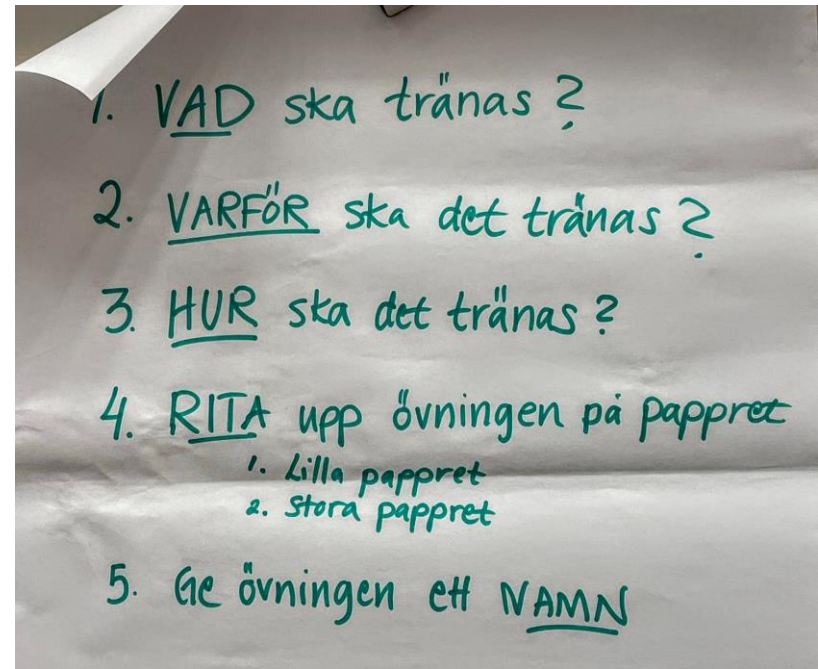 1. VAD ska tränas?
2. VARFÖR ska det tränas?
3. HUR ska det tränas?
4. RITA upp övningen på pappret
1. Lilla pappret
2. Stora pappret
5. Ge övningen ett NAMN